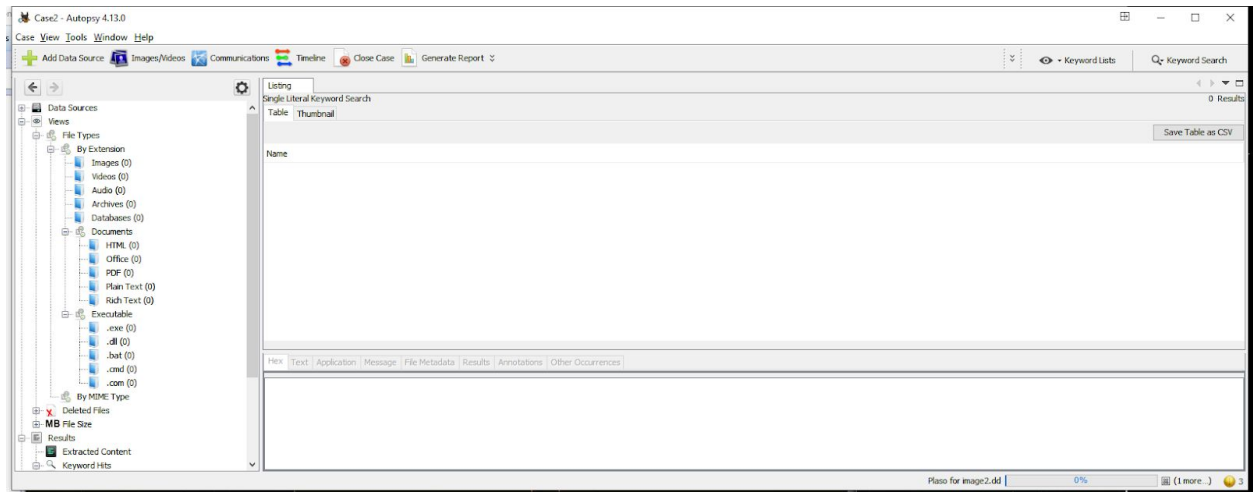 Case2 - Autopsy 4.13.0
Case View Tools Window Help
Add Data Source Images/Videos Communications Timeline Close Case Generate Report Keyword Lists Keyword Search
Listing
Single Literal Keyword Search 0 Results
Table Thumbnail
Save Table as CSV
Name
Data Sources
Views
File Types
By Extension
Images (0)
Videos (0)
Audio (0)
Archives (0)
Databases (0)
Documents
HTML (0)
Office (0)
PDF (0)
Plain Text (0)
Rich Text (0)
Executable
.exe (0)
.dll (0)
.bat (0)
.cmd (0)
.com (0)
By MIME Type
Deleted Files
MB File Size
Results
Extracted Content
Keyword Hits
Hex Text Application Message File Metadata Results Annotations Other Occurrences
Plaso for image2.dd 0% (1 more...) 3